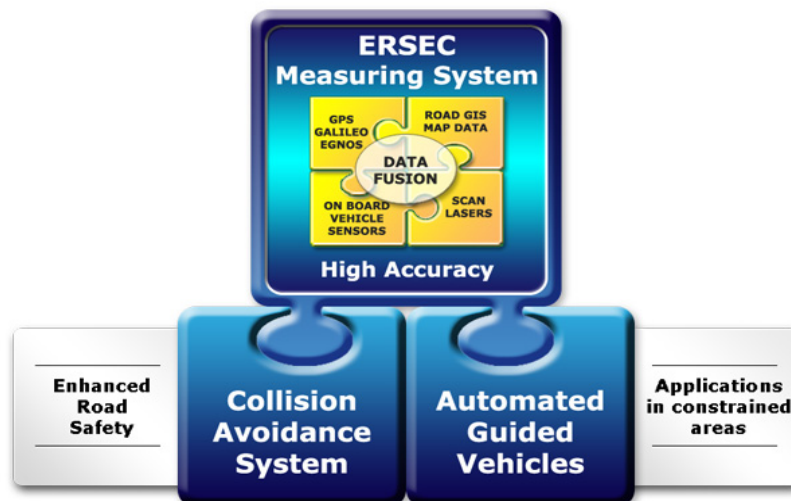 ERSEC
Measuring System
GPS
GALILEO
EGNOS
ROAD GIS
MAP DATA
DATA
FUSION
ON BOARD
VEHICLE
SENSORS
SCAN
LASERS
High Accuracy
Enhanced
Road
Safety
Collision
Avoidance
System
Automated
Guided
Vehicles
Applications
in constrained
areas